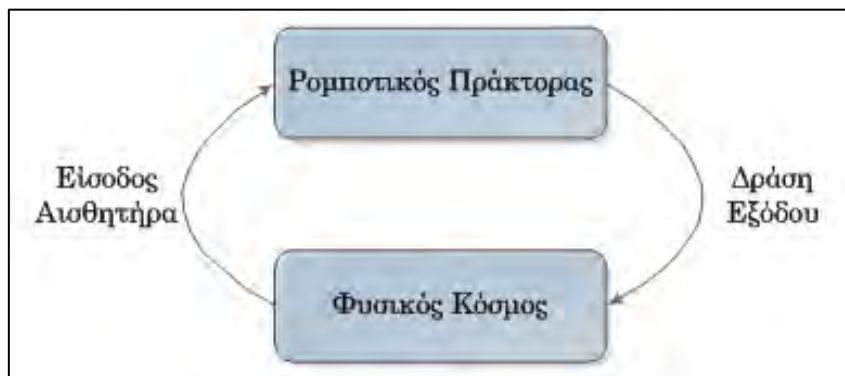 Ρομποτικός Πράκτορας
Είσοδος
Αισθητήρα
Δράση
Εξόδου
Φυσικός Κόσμος